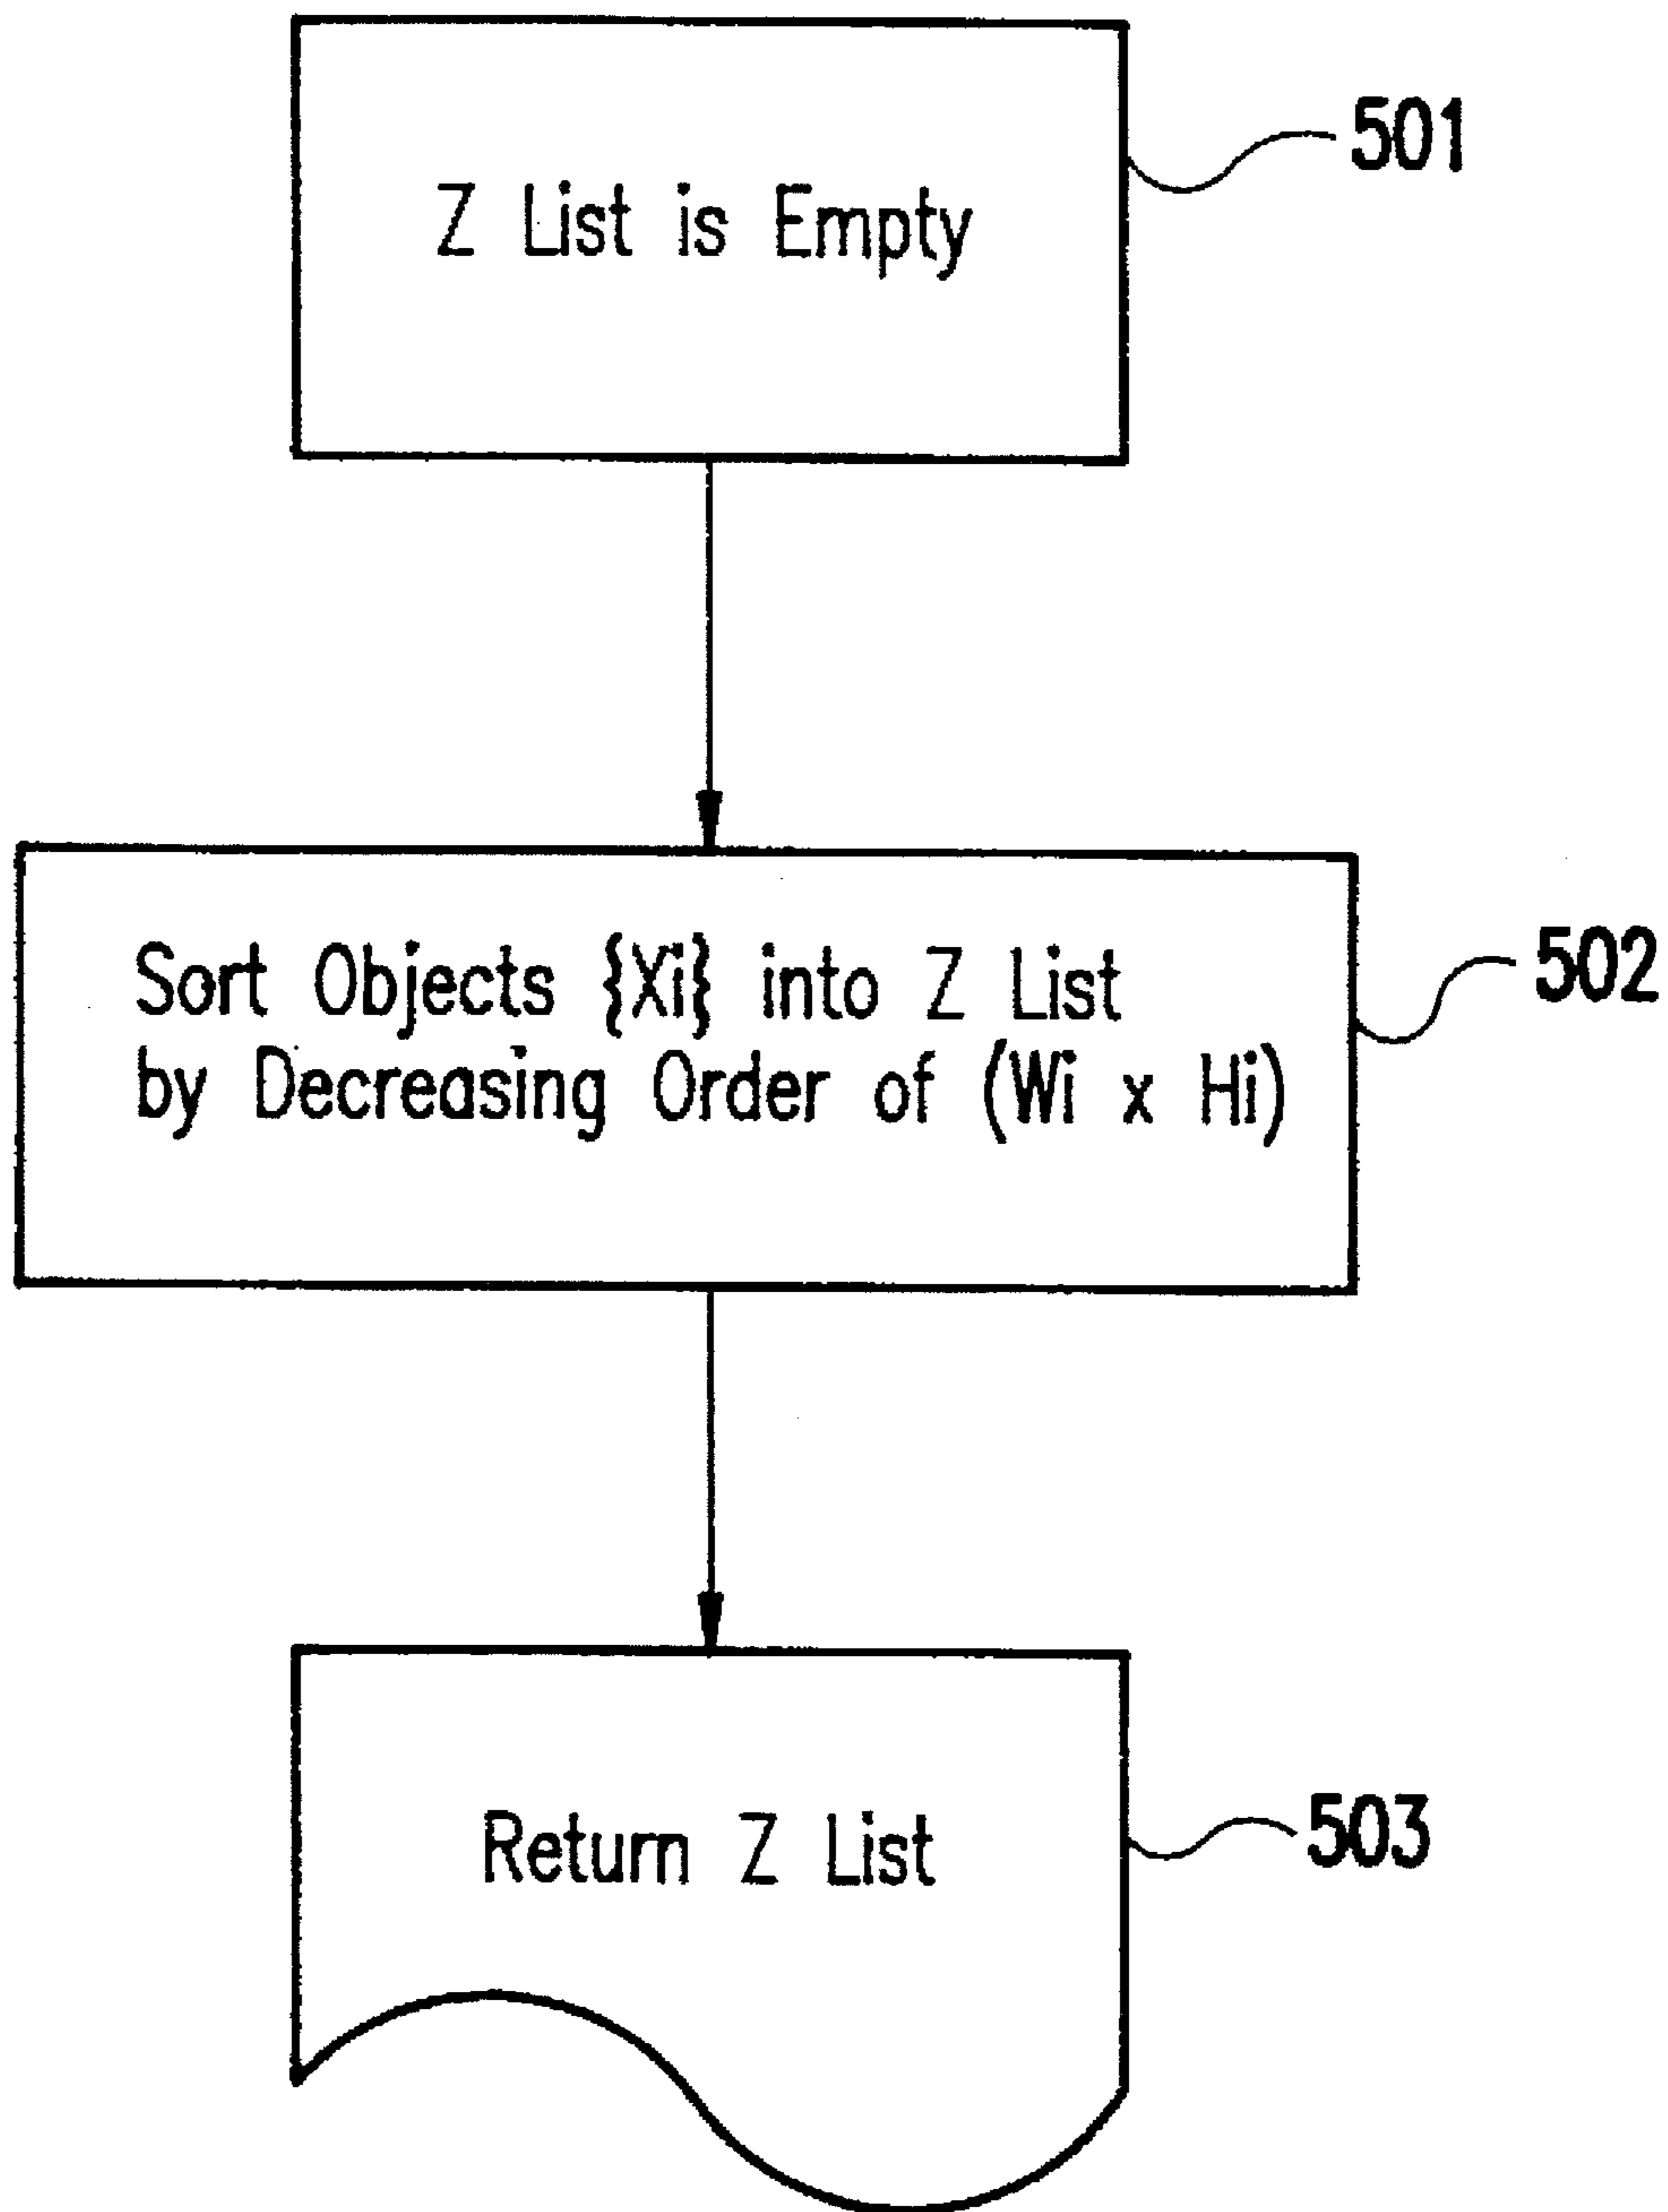 Z List is Empty
501
Sort Objects {Xi} into Z List
by Decreasing Order of (Wi x Hi)
502
Return Z List
503